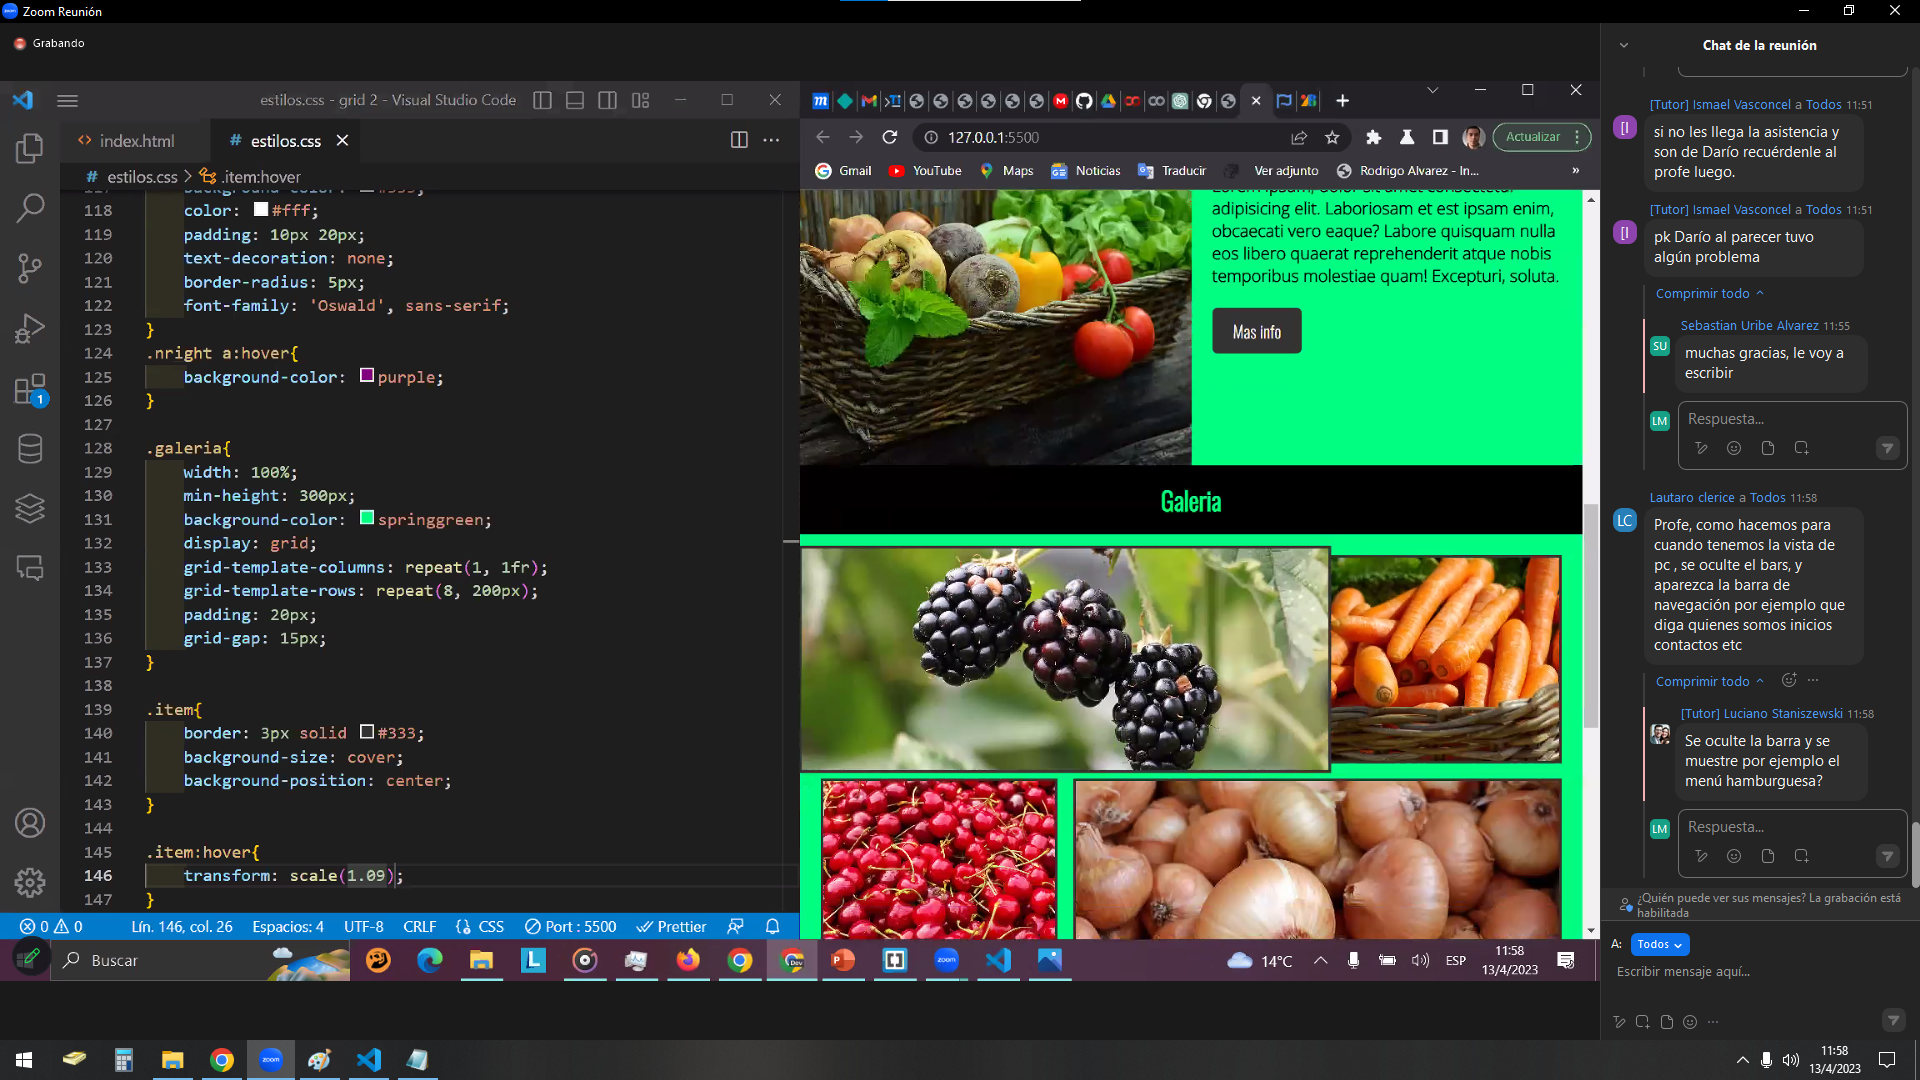 Zoom Reunión
Grabando
estilos.css - grid 2 - Visual Studio Code
index.html
# estilos.css
# estilos.css > .item:hover
118 color: #fff;
119 padding: 10px 20px;
120 text-decoration: none;
121 border-radius: 5px;
122 font-family: 'Oswald', sans-serif;
123 }
124 .nright a:hover{
125 background-color: purple;
126 }
127
128 .galeria{
129 width: 100%;
130 min-height: 300px;
131 background-color: springgreen;
132 display: grid;
133 grid-template-columns: repeat(1, 1fr);
134 grid-template-rows: repeat(8, 200px);
135 padding: 20px;
136 grid-gap: 15px;
137 }
138
139 .item{
140 border: 3px solid #333;
141 background-size: cover;
142 background-position: center;
143 }
144
145 .item:hover{
146 transform: scale(1.09);
147 }
1
0 0
Lín. 146, col. 26
Espacios: 4
UTF-8
CRLF
CSS
Port : 5500
Prettier
127.0.0.1:5500
Actualizar
Gmail
YouTube
Maps
Noticias
Traducir
Ver adjunto
Rodrigo Alvarez - In...
»
adipisicing elit. Laboriosam et est ipsam enim,
obcaecati vero eaque? Labore quisquam nulla
eos libero quaerat reprehenderit atque nobis
temporibus molestiae quam! Excepturi, soluta.
Mas info
Galeria
Buscar
14°C
ESP
11:58
13/4/2023
Chat de la reunión
[Tutor] Ismael Vasconcel a Todos 11:51
si no les llega la asistencia y
son de Darío recuérdenle al
profe luego.
[Tutor] Ismael Vasconcel a Todos 11:51
pk Darío al parecer tuvo
algún problema
Comprimir todo
Sebastian Uribe Alvarez 11:55
SU
muchas gracias, le voy a
escribir
LM
Respuesta...
Lautaro clerice a Todos 11:58
LC
Profe, como hacemos para
cuando tenemos la vista de
pc , se oculte el bars, y
aparezca la barra de
navegación por ejemplo que
diga quienes somos inicios
contactos etc
Comprimir todo
[Tutor] Luciano Staniszewski 11:58
Se oculte la barra y se
muestre por ejemplo el
menú hamburguesa?
LM
Respuesta...
¿Quién puede ver sus mensajes? La grabación está
habilitada
A: Todos
Escribir mensaje aquí...
11:58
13/4/2023